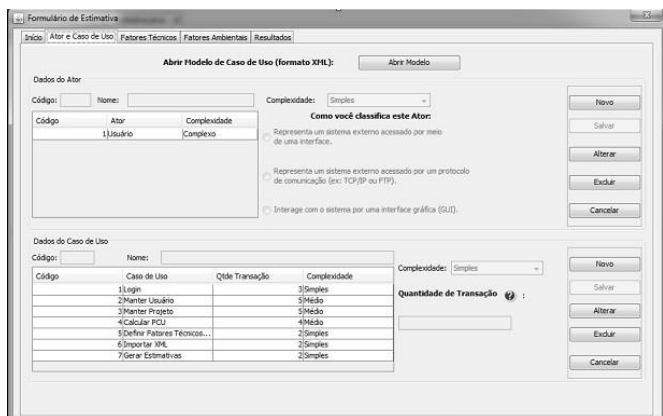 Formulário de Estimativa
Início Ator e Caso de Uso Fatores Técnicos Fatores Ambientais Resultados
Abrir Modelo de Caso de Uso (formato XML): Abrir Modelo
Dados do Ator
Código: Nome: Complexidade: Simples
Novo
Código Ator Complexidade
1 Usuário Complexo
Como você classifica este Ator:
Representa um sistema externo acessado por meio
de uma interface.
Representa um sistema externo acessado por um protocolo
de comunicação (ex: TCP/IP ou FTP).
Interage com o sistema por uma interface gráfica (GUI).
Salvar
Alterar
Excluir
Cancelar
Dados do Caso de Uso
Código: Nome:
Código Caso de Uso Qtde Transação Complexidade
1 Login 3 Simples
2 Manter Usuário 5 Médio
3 Manter Projeto 5 Médio
4 Calcular PCU 4 Médio
5 Definir Fatores Técnicos... 2 Simples
6 Importar XML 2 Simples
7 Gerar Estimativas 2 Simples
Complexidade: Simples
Quantidade de Transação ? :
Novo
Salvar
Alterar
Excluir
Cancelar